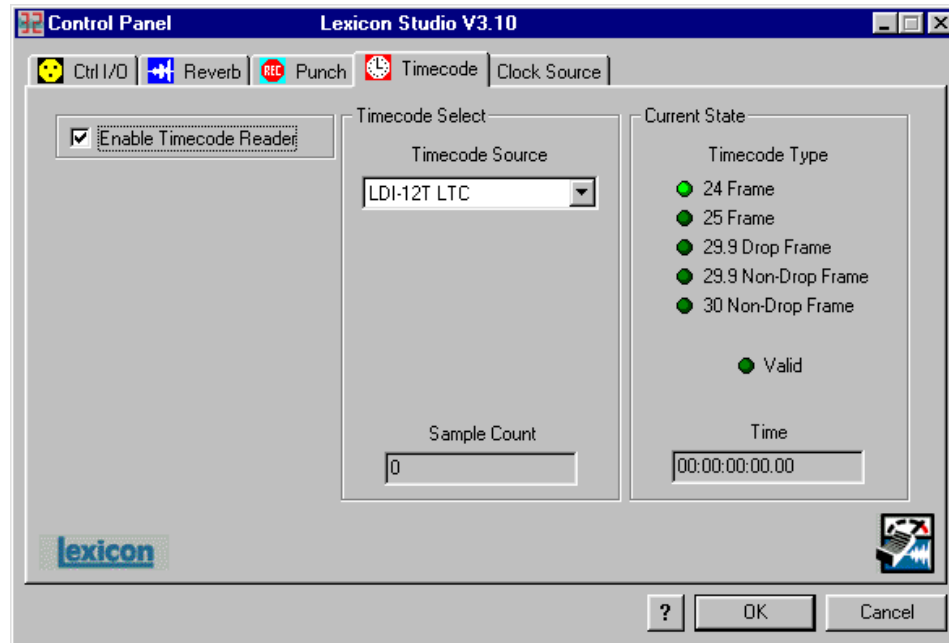 Control Panel Lexicon Studio V3.10
Ctrl I/O Reverb REC Punch Timecode Clock Source
Enable Timecode Reader
Timecode Select
Timecode Source
LDI-12T LTC
Sample Count
0
Current State
Timecode Type
24 Frame
25 Frame
29.9 Drop Frame
29.9 Non-Drop Frame
30 Non-Drop Frame
Valid
Time
00:00:00:00.00
lexicon
? OK Cancel